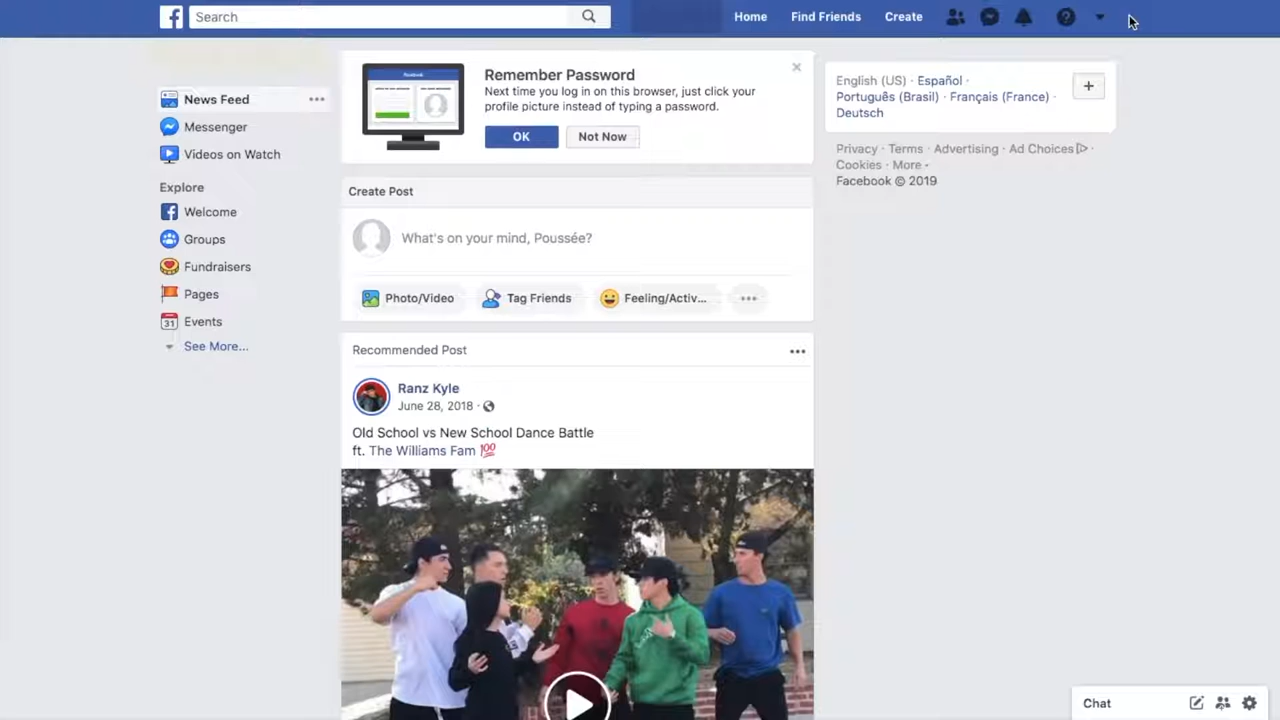 Search
Home
Find Friends
Create
News Feed
Messenger
Videos on Watch
Explore
Welcome
Groups
Fundraisers
Pages
31 Events
See More...
Remember Password
Next time you log in on this browser, just click your
profile picture instead of typing a password.
OK
Not Now
Create Post
What's on your mind, Poussée?
Photo/Video
Tag Friends
Feeling/Activ...
Recommended Post
Ranz Kyle
June 28, 2018 ·
Old School vs New School Dance Battle
ft. The Williams Fam 💯
English (US) · Español ·
Português (Brasil) · Français (France) ·
Deutsch
Privacy · Terms · Advertising · Ad Choices ·
Cookies · More
Facebook © 2019
Chat